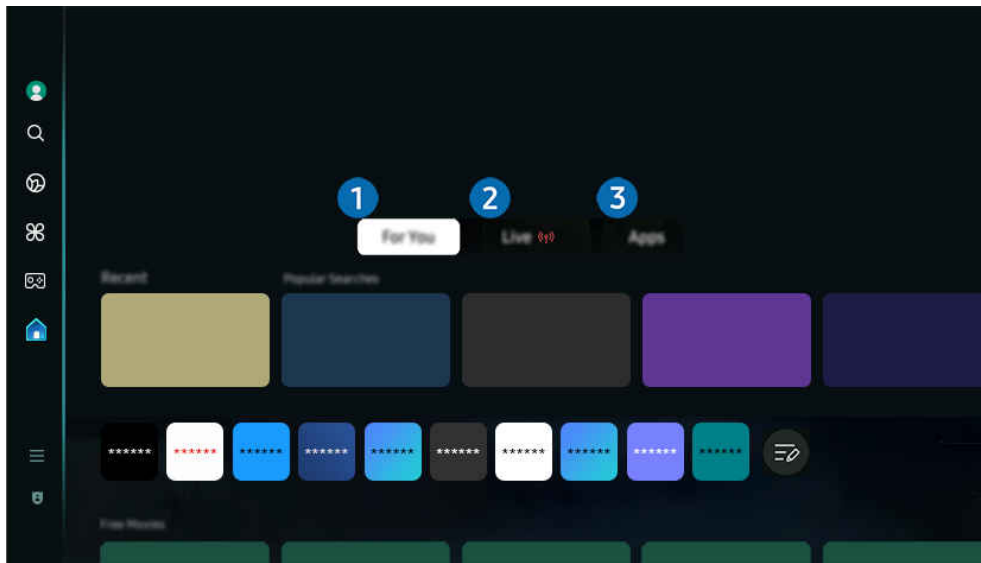 1 2 3
For You Live Apps
Recent Popular Searches
****** ****** ****** ****** ****** ****** ****** ****** ****** ******
Free Movies